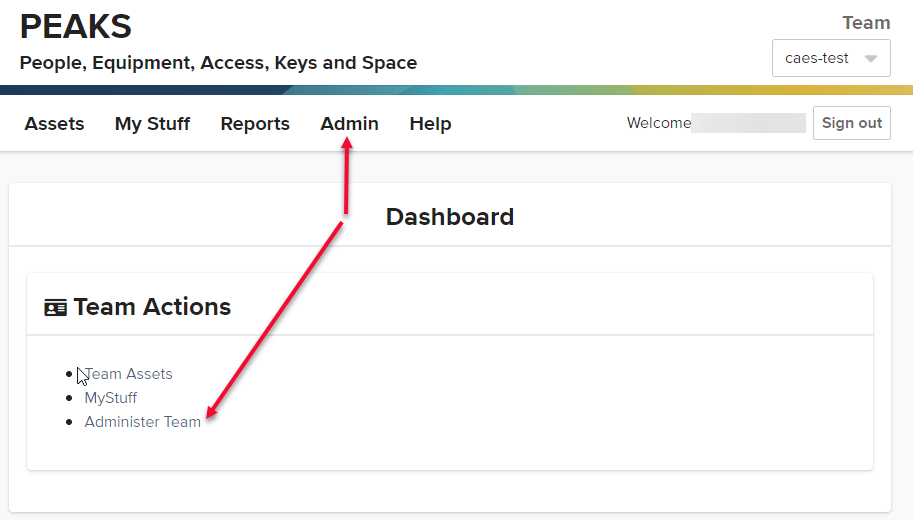 PEAKS
People, Equipment, Access, Keys and Space
Team
caes-test
Assets My Stuff Reports Admin Help
Welcome
Sign out
Dashboard
Team Actions
Team Assets
MyStuff
Administer Team